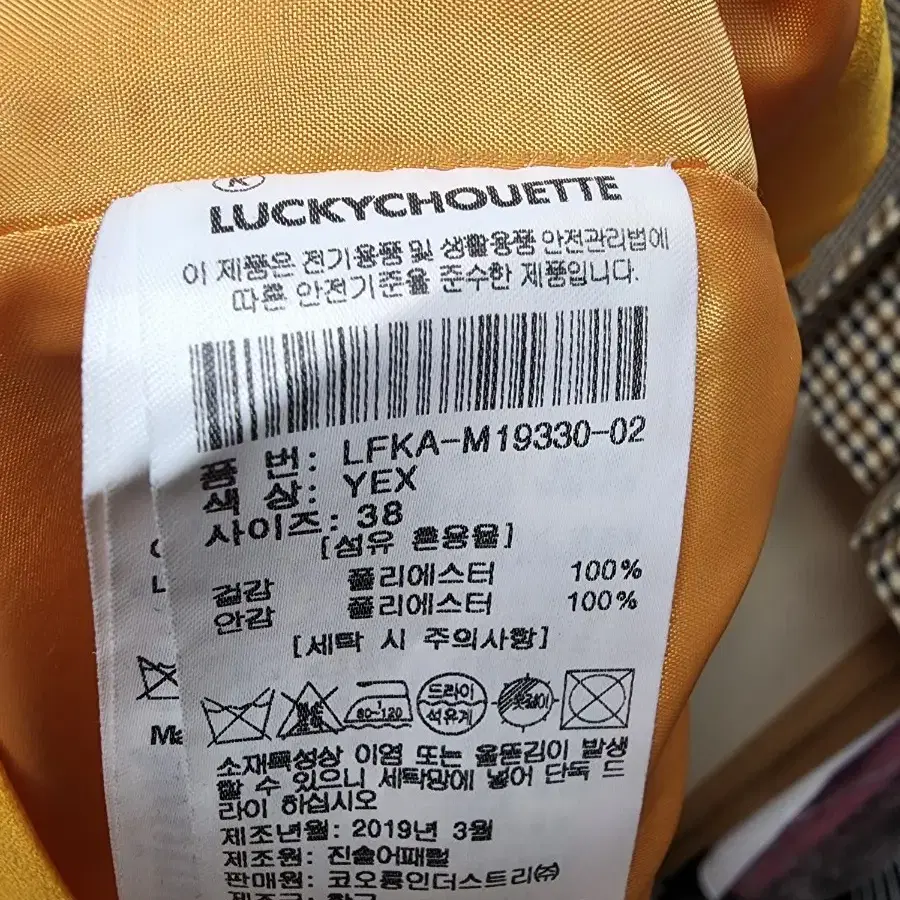 LUCKYCHOUETTE
이 제품은 전기용품 및 생활용품 안전관리법에
따른 안전기준을 준수한 제품입니다.
품 번: LFKA-M19330-02
색 상: YEX
사이즈: 38
[섬유 혼용율]
겉감 폴리에스터 100%
안감 폴리에스터 100%
[세탁 시 주의사항]
80-120
드라이
석유계
소재특성상 이염 또는 올뜯김이 발생
할 수 있으니 세탁망에 넣어 단독 드
라이 하십시오
제조년월: 2019년 3월
제조원: 진솔어패럴
판매원: 코오롱인더스트리㈜